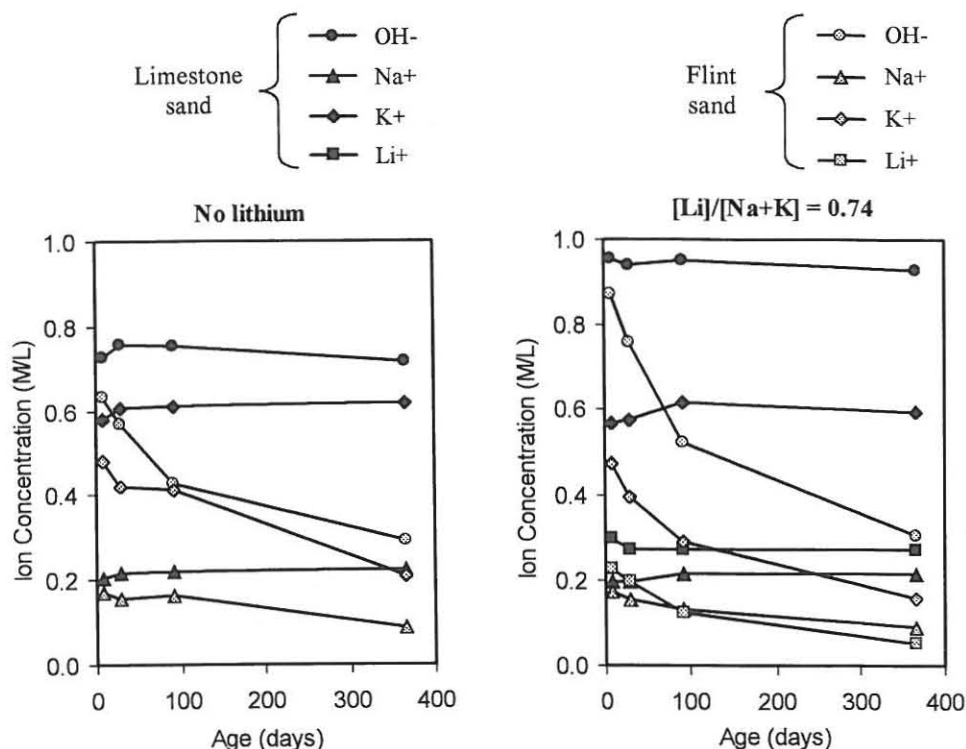 Limestone
sand
OH-
Na+
K+
Li+
Flint
sand
OH-
Na+
K+
Li+
No lithium
Ion Concentration (M/L)
1.0
0.8
0.6
0.4
0.2
0.0
0
100
200
300
400
Age (days)
[Li]/[Na+K] = 0.74
Ion Concentration (M/L)
1.0
0.8
0.6
0.4
0.2
0.0
0
100
200
300
400
Age (days)